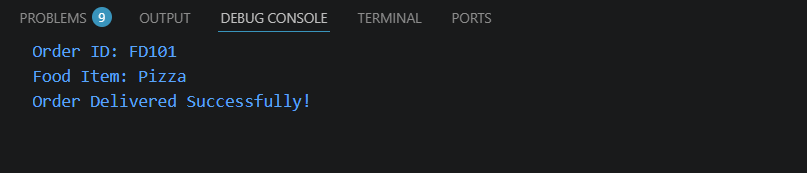 PROBLEMS 9 OUTPUT DEBUG CONSOLE TERMINAL PORTS
Order ID: FD101
Food Item: Pizza
Order Delivered Successfully!